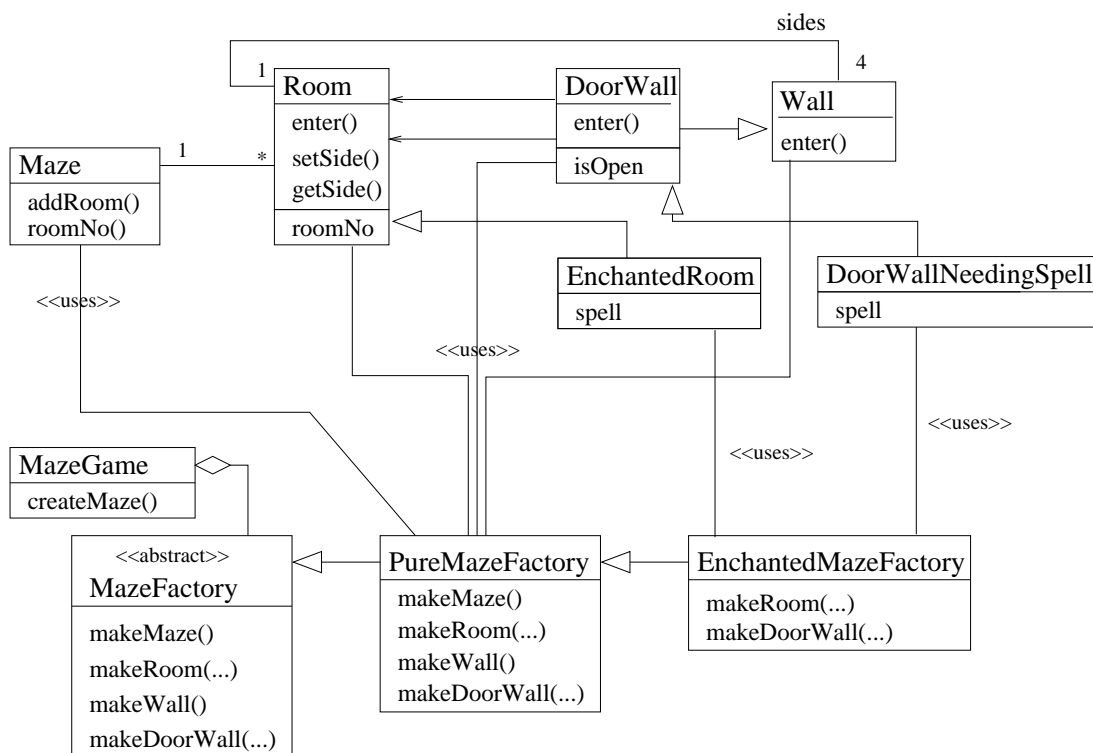 sides
1
4
Room
enter()
setSide()
getSide()
roomNo
DoorWall
enter()
isOpen
Wall
enter()
Maze
addRoom()
roomNo()
1
*
EnchantedRoom
spell
DoorWallNeedingSpell
spell
<<uses>>
<<uses>>
<<uses>>
<<uses>>
MazeGame
createMaze()
<<abstract>>
MazeFactory
makeMaze()
makeRoom(...)
makeWall()
makeDoorWall(...)
PureMazeFactory
makeMaze()
makeRoom(...)
makeWall()
makeDoorWall(...)
EnchantedMazeFactory
makeRoom(...)
makeDoorWall(...)